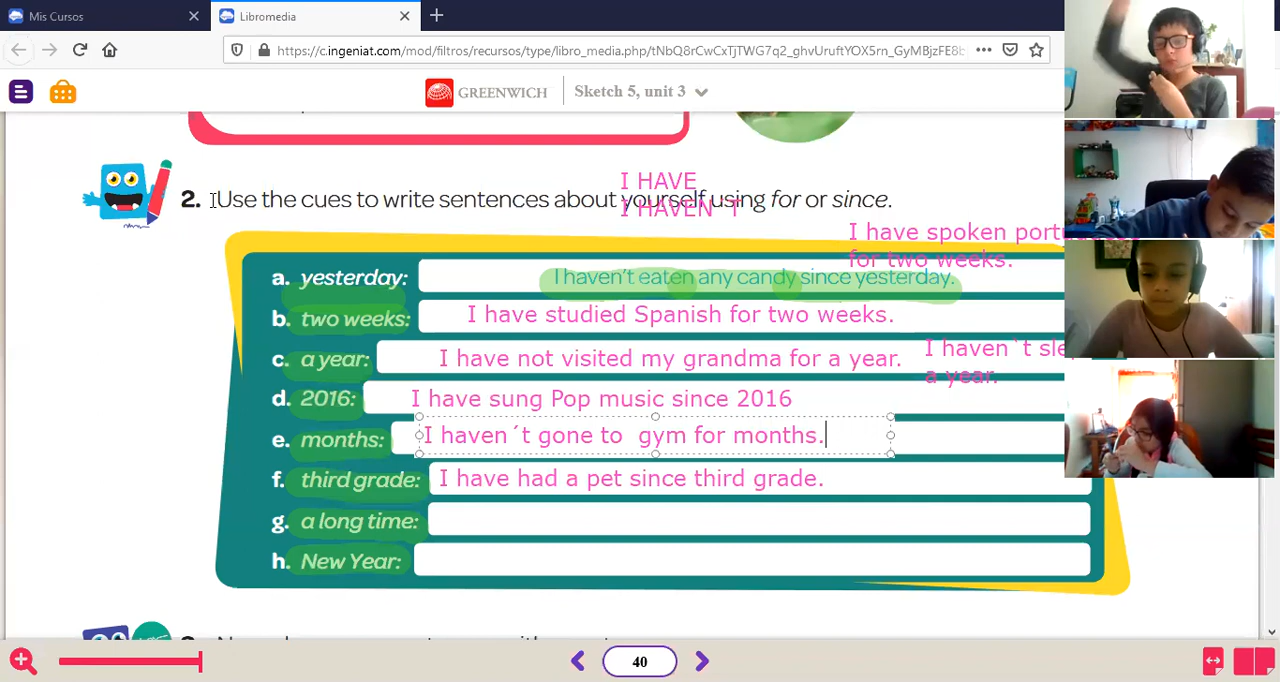 Mis Cursos
Libromedia
https://c.ingeniat.com/mod/filtros/recursos/type/libro_media.php/tNbQ8rCwCxTjTWG7q2_ghvUruftYOX5rn_GyMBjzFE8b
GREENWICH
Sketch 5, unit 3
I HAVE
2. Use the cues to write sentences about yourself using for or since.
I HAVEN´T
I have spoken
for two weeks.
a. yesterday: I haven't eaten any candy since yesterday.
b. two weeks: I have studied Spanish for two weeks.
c. a year: I have not visited my grandma for a year.
I haven`t
a year.
d. 2016: I have sung Pop music since 2016
e. months: I haven´t gone to gym for months.
f. third grade: I have had a pet since third grade.
g. a long time:
h. New Year:
40